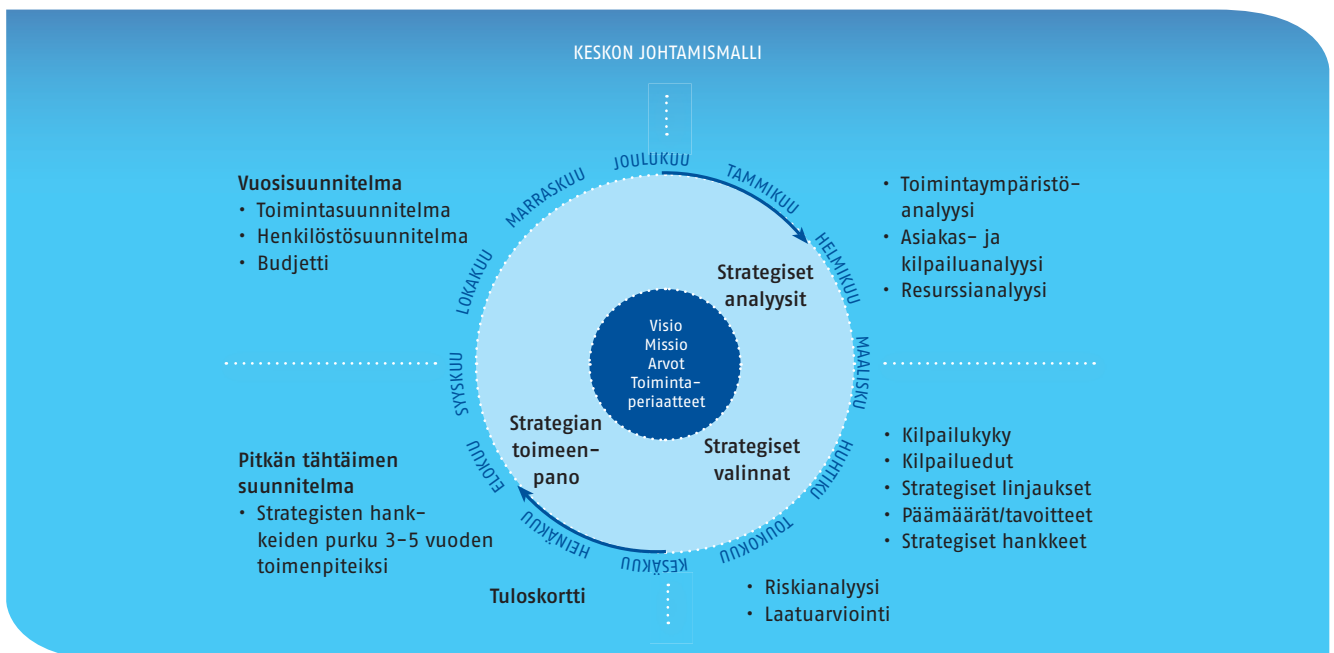 KESKON JOHTAMISMALLI
JOULUKUU
TAMMIKUU
HELMIKUU
MAALISKU
HUHTIKU
TOUKOKUU
KESÄKUU
HEINÄKUU
ELOKUU
SYYSKUU
LOKAKUU
MARRASKUU
Vuosisuunnitelma
• Toimintasuunnitelma
• Henkilöstösuunnitelma
• Budjetti
• Toimintaympäristö-
analyysi
• Asiakas- ja
kilpailuanalyysi
• Resurssianalyysi
Strategiset
analyysit
Visio
Missio
Arvot
Toiminta-
periaatteet
Strategian
toimeen-
pano
Strategiset
valinnat
Pitkän tähtäimen
suunnitelma
• Strategisten hank-
keiden purku 3-5 vuoden
toimenpiteiksi
• Kilpailukyky
• Kilpailuedut
• Strategiset linjaukset
• Päämäärät/tavoitteet
• Strategiset hankkeet
Tuloskortti
• Riskianalyysi
• Laatuarviointi